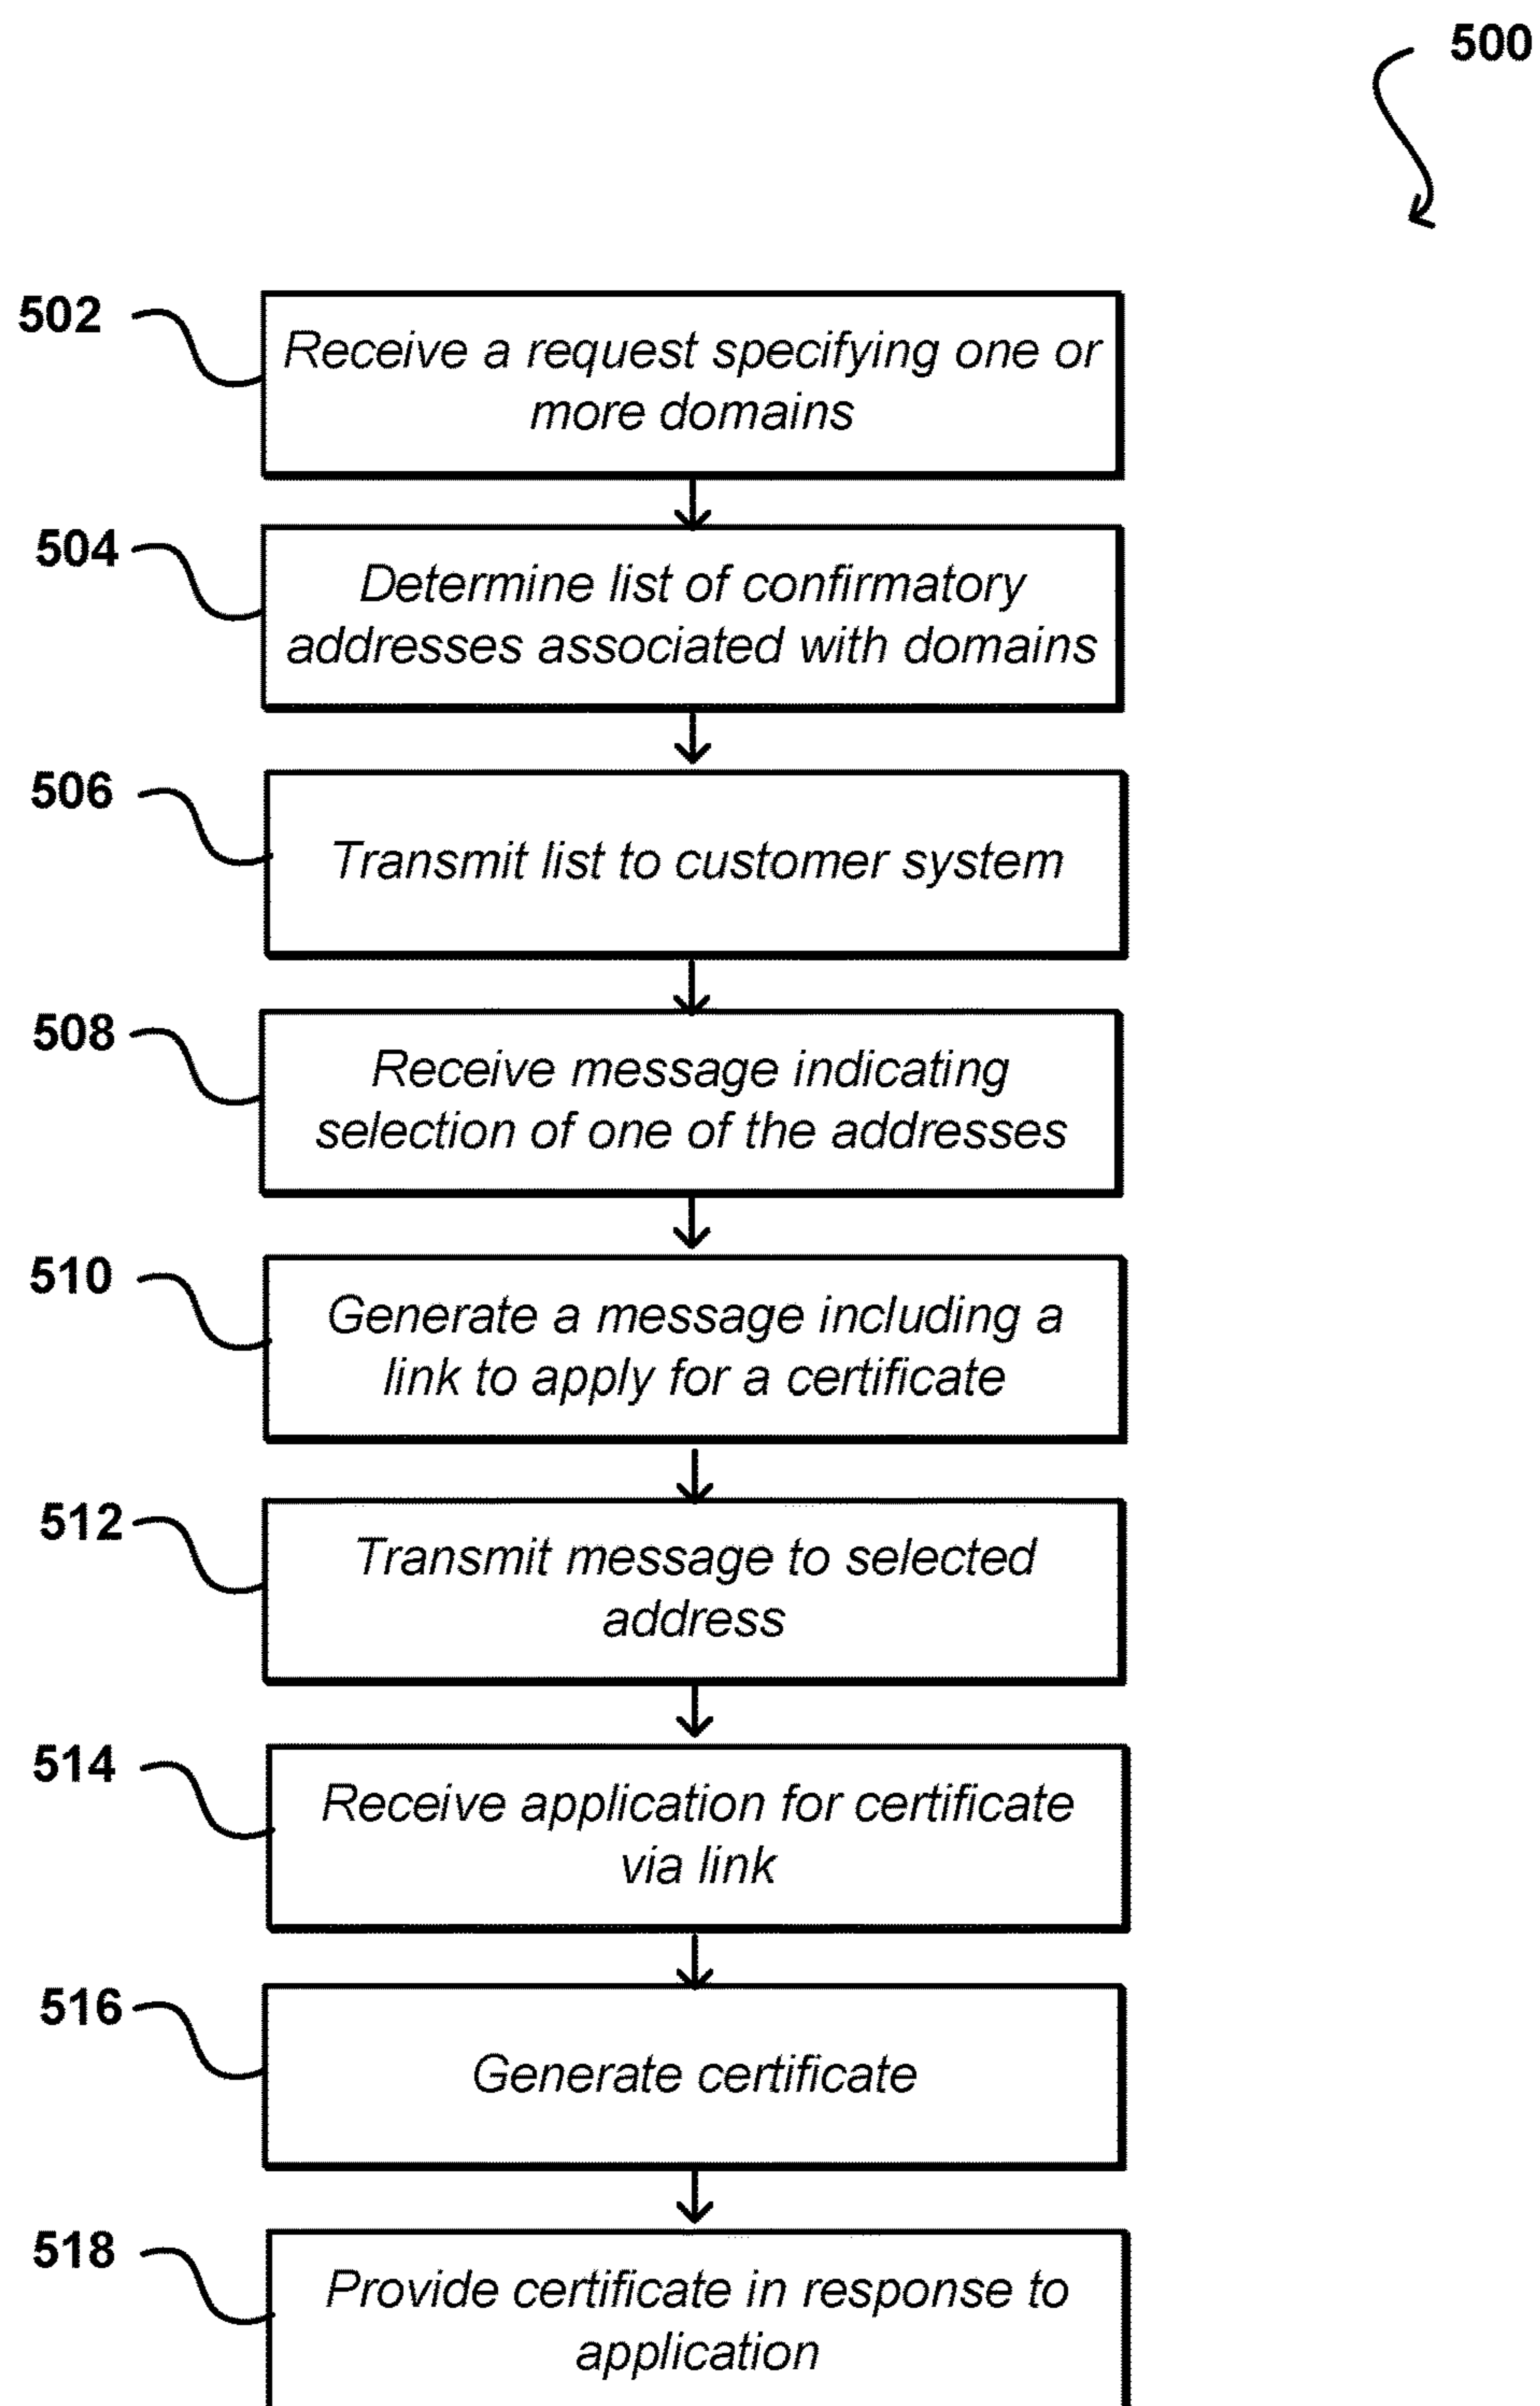 500
502
Receive a request specifying one or
more domains
504
Determine list of confirmatory
addresses associated with domains
506
Transmit list to customer system
508
Receive message indicating
selection of one of the addresses
510
Generate a message including a
link to apply for a certificate
512
Transmit message to selected
address
514
Receive application for certificate
via link
516
Generate certificate
518
Provide certificate in response to
application